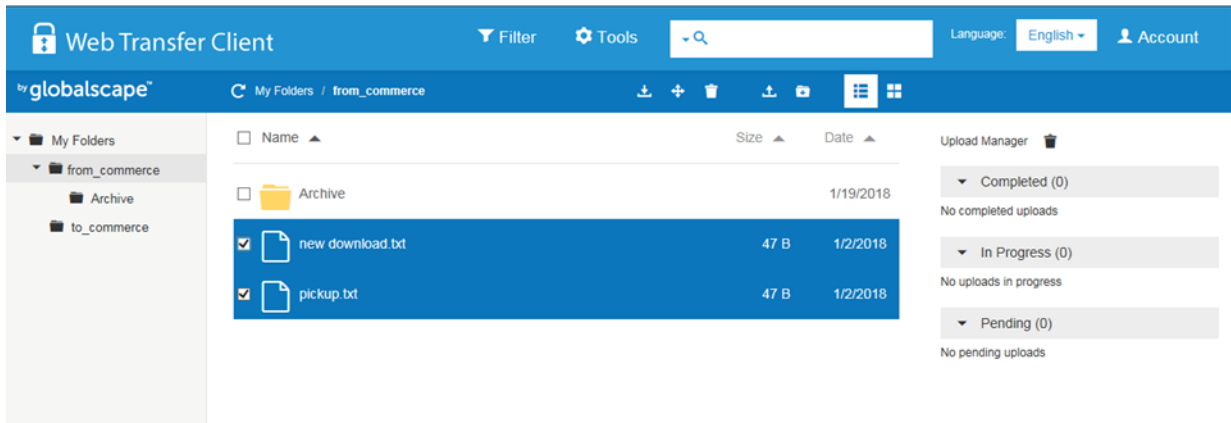 Web Transfer Client Filter Tools Language: English Account
by globalscape™ My Folders / from_commerce
My Folders
from_commerce
Archive
to_commerce
Name Size Date
Archive 1/19/2018
new download.txt 47 B 1/2/2018
pickup.txt 47 B 1/2/2018
Upload Manager
Completed (0)
No completed uploads
In Progress (0)
No uploads in progress
Pending (0)
No pending uploads